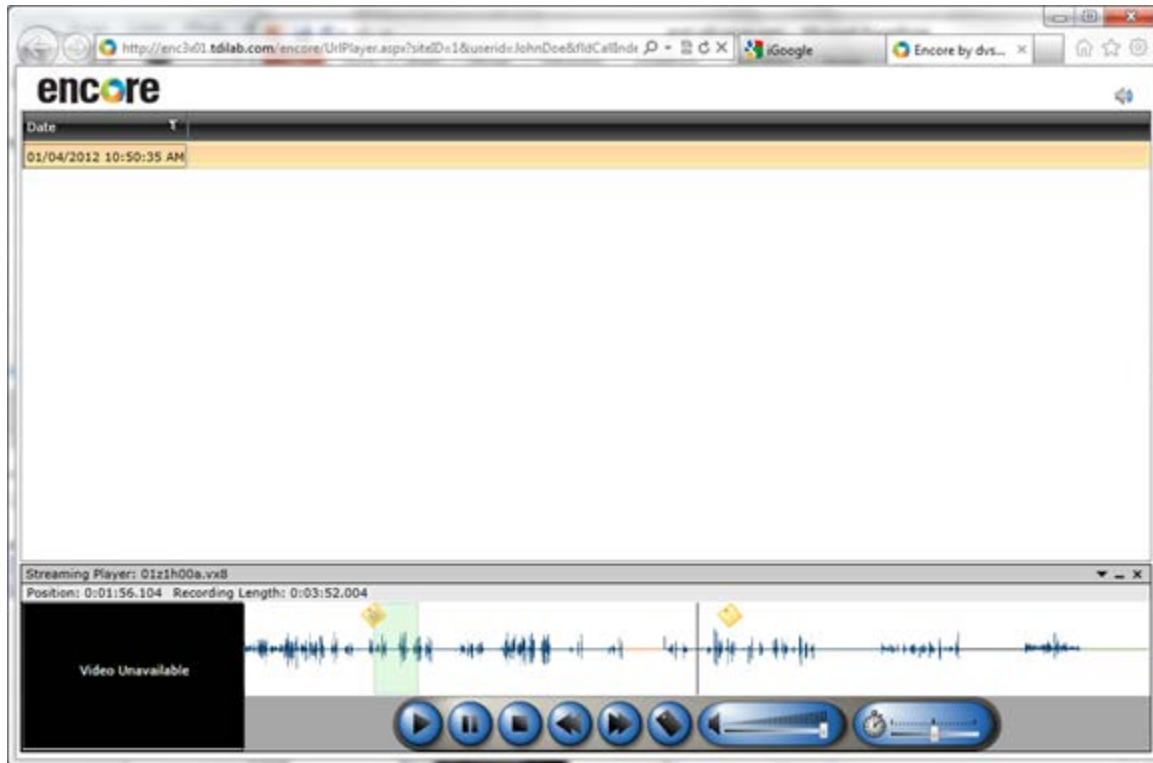 http://enc3v01.tdilab.com/encore/UrlPlayer.aspx?siteID=1&userid=JohnDoe&fldCallInde
iGoogle
Encore by dvs...
encore
Date
01/04/2012 10:50:35 AM
Streaming Player: 01z1h00a.vx8
Position: 0:01:56.104 Recording Length: 0:03:52.004
Video Unavailable